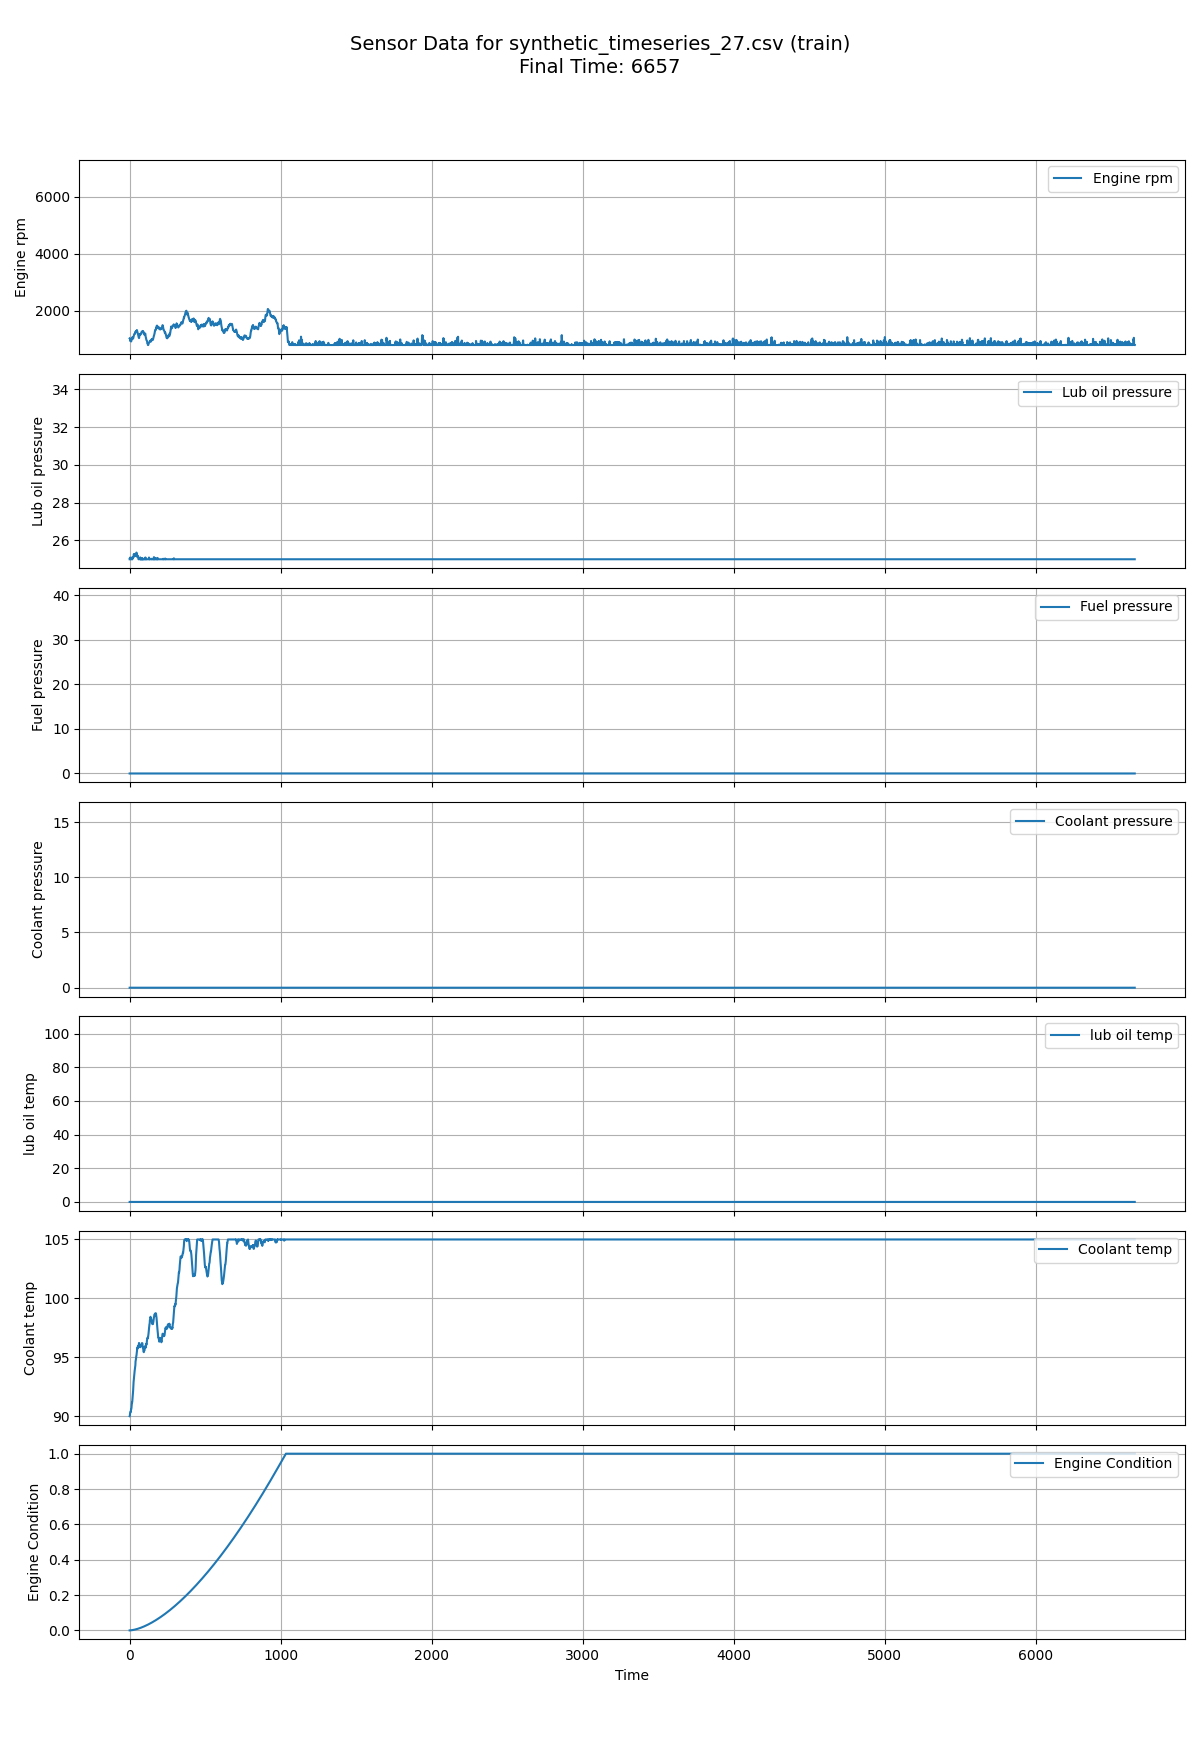 Sensor Data for synthetic_timeseries_27.csv (train)
Final Time: 6657
Engine rpm
6000
4000
2000
Engine rpm
Lub oil pressure
34
32
30
28
26
Lub oil pressure
Fuel pressure
40
30
20
10
0
Fuel pressure
Coolant pressure
15
10
5
0
Coolant pressure
lub oil temp
100
80
60
40
20
0
lub oil temp
Coolant temp
105
100
95
90
Coolant temp
Engine Condition
1.0
0.8
0.6
0.4
0.2
0.0
Engine Condition
0 1000 2000 3000 4000 5000 6000
Time